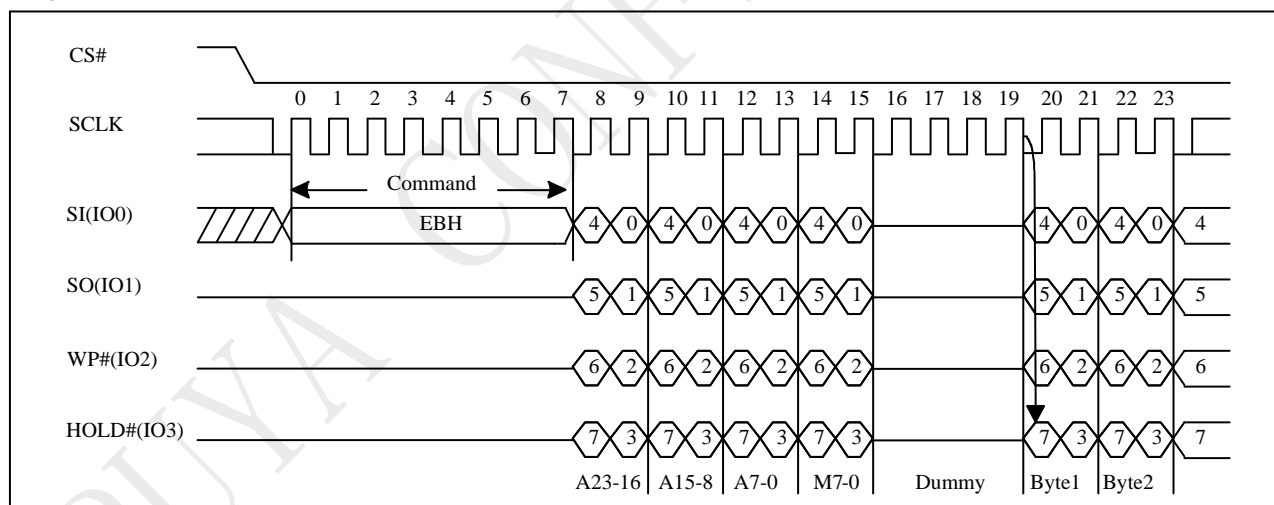 CS#
0 1 2 3 4 5 6 7 8 9 10 11 12 13 14 15 16 17 18 19 20 21 22 23
SCLK
Command
SI(IO0) EBH 4 0 4 0 4 0 4 0 4 0 4 0 4
SO(IO1) 5 1 5 1 5 1 5 1 5 1 5 1 5
WP#(IO2) 6 2 6 2 6 2 6 2 6 2 6 2 6
HOLD#(IO3) 7 3 7 3 7 3 7 3 7 3 7 3 7
A23-16 A15-8 A7-0 M7-0 Dummy Byte1 Byte2